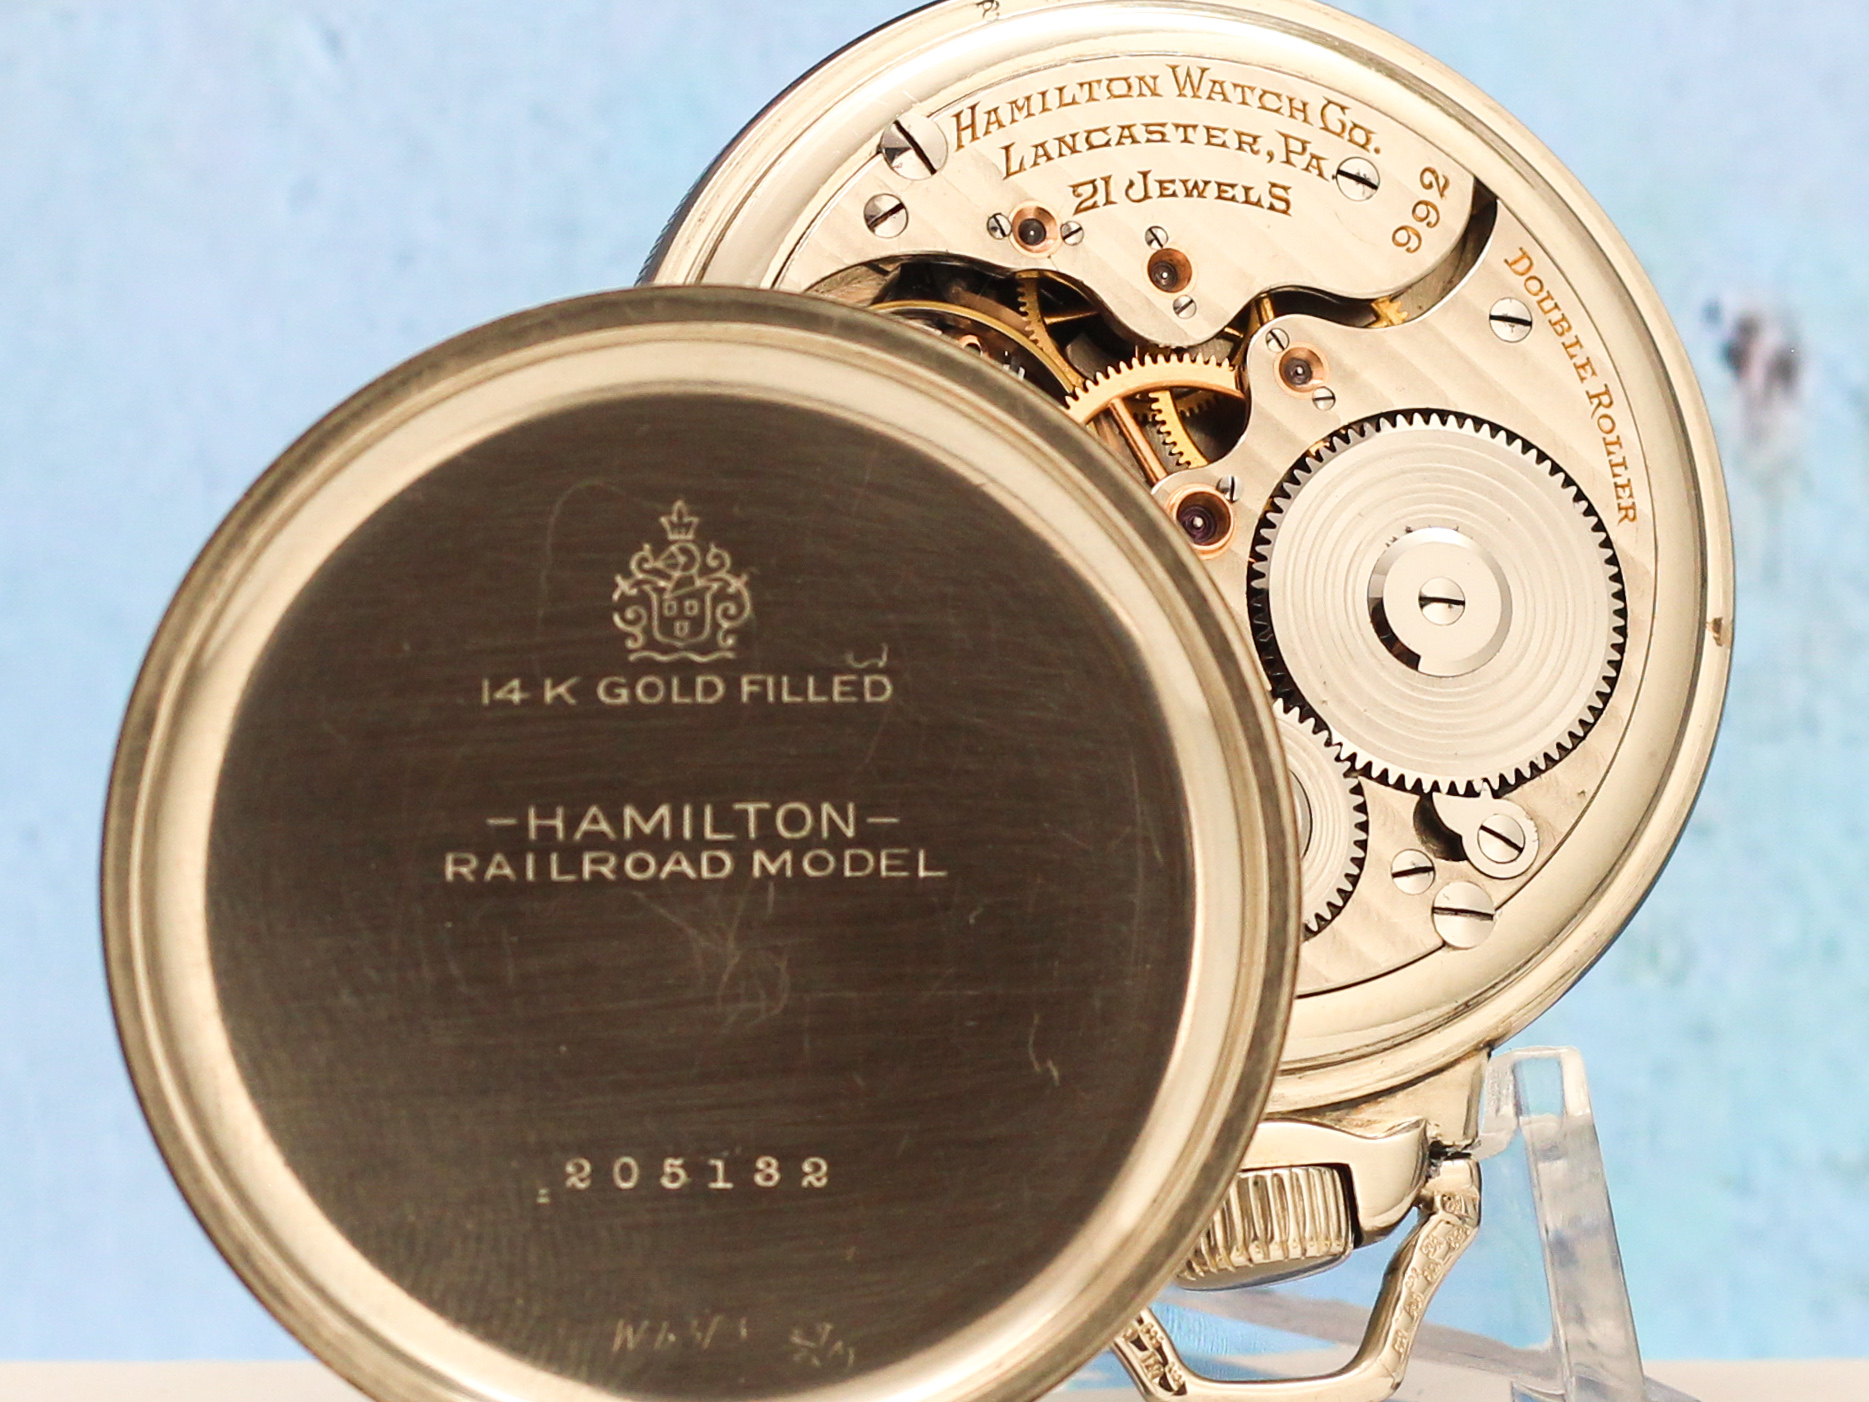 HAMILTON WATCH CO.
LANCASTER, PA.
21 JEWELS
992
DOUBLE ROLLER
14 K GOLD FILLED
-HAMILTON-
RAILROAD MODEL
205132